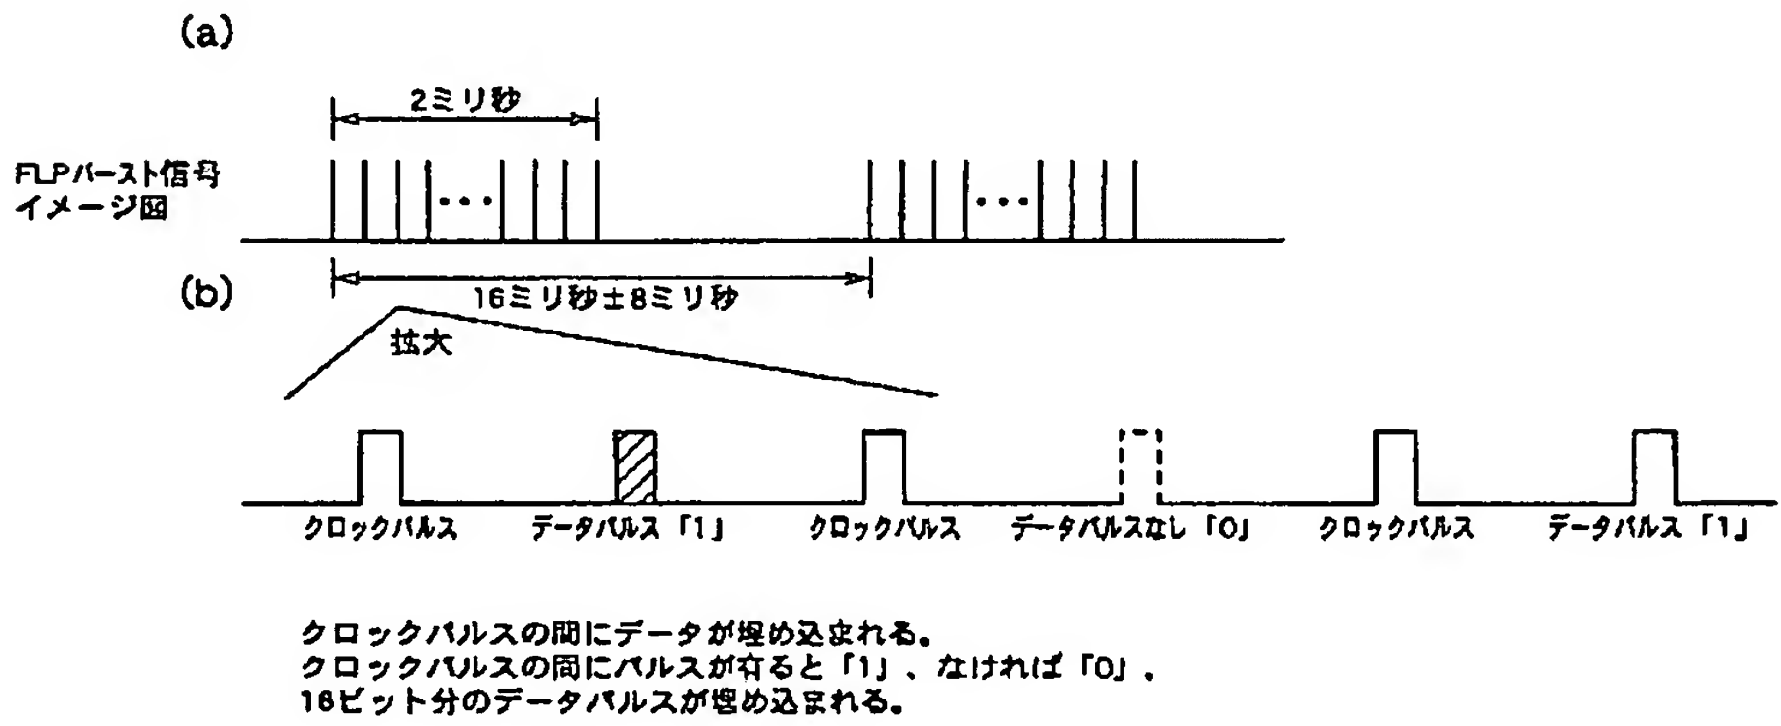 (a)
2ミリ秒
FLPバースト信号
イメージ図
16ミリ秒±8ミリ秒
(b)
拡大
クロックパルス
データパルス「1」
クロックパルス
データパルスなし「0」
クロックパルス
データパルス「1」
クロックパルスの間にデータが埋め込まれる。
クロックパルスの間にパルスが有ると「1」、なければ「0」.
16ビット分のデータパルスが埋め込まれる。